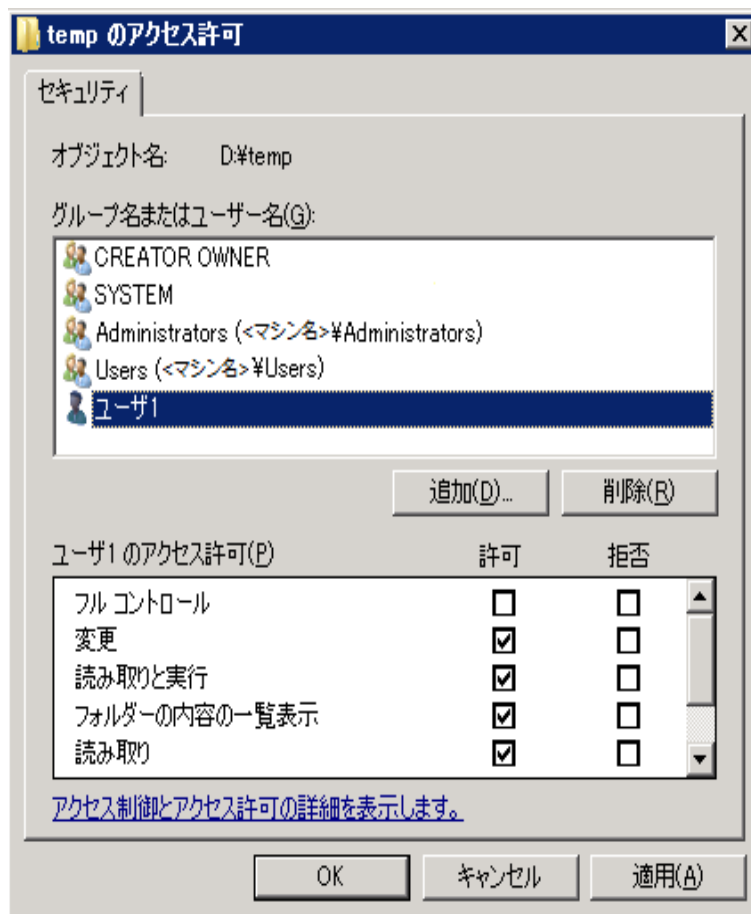 temp のアクセス許可
セキュリティ
オブジェクト名: D:¥temp
グループ名またはユーザー名(G):
CREATOR OWNER
SYSTEM
Administrators (<マシン名>¥Administrators)
Users (<マシン名>¥Users)
ユーザ1
追加(D)... 削除(R)
ユーザ1 のアクセス許可(P) 許可 拒否
フル コントロール
変更
読み取りと実行
フォルダーの内容の一覧表示
読み取り
アクセス制御とアクセス許可の詳細を表示します。
OK キャンセル 適用(A)